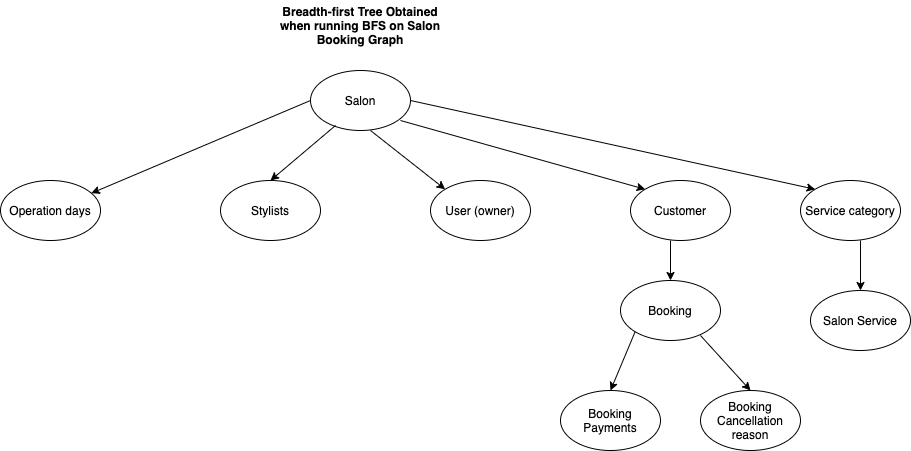 Breadth-first Tree Obtained
when running BFS on Salon
Booking Graph
Salon
Operation days
Stylists
User (owner)
Customer
Service category
Booking
Salon Service
Booking
Payments
Booking
Cancellation
reason